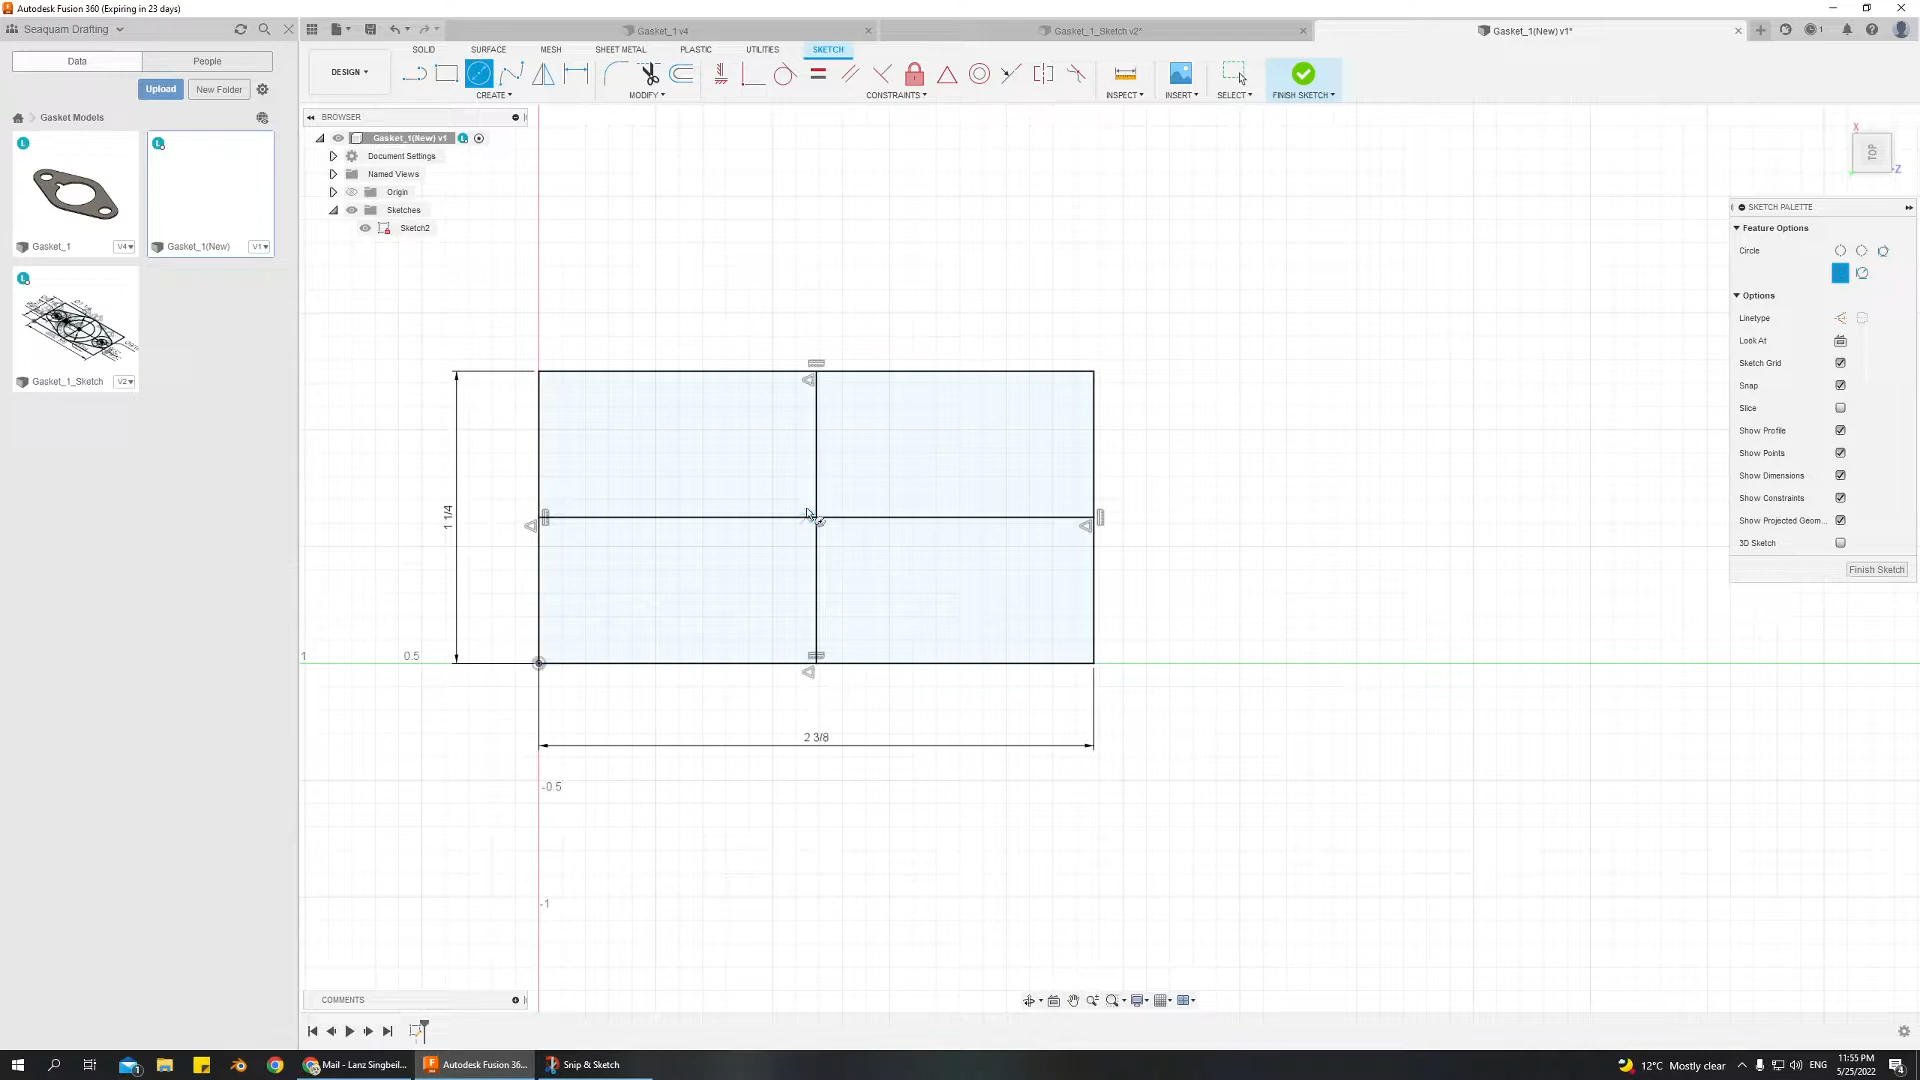 Autodesk Fusion 360 (Expiring in 23 days)
Seaquam Drafting
Gasket_1 v4
Gasket_1_Sketch v2*
Gasket_1(New) v1*
1
Data
People
Upload
New Folder
Gasket Models
Gasket_1
V4
Gasket_1(New)
V1
Gasket_1_Sketch
V2
SOLID
SURFACE
MESH
SHEET METAL
PLASTIC
UTILITIES
SKETCH
DESIGN
CREATE
MODIFY
CONSTRAINTS
INSPECT
INSERT
SELECT
FINISH SKETCH
BROWSER
Gasket_1(New) v1
Document Settings
Named Views
Origin
Sketches
Sketch2
X
TOP
Z
SKETCH PALETTE
Feature Options
Circle
Options
Linetype
Look At
Sketch Grid
Snap
Slice
Show Profile
Show Points
Show Dimensions
Show Constraints
Show Projected Geom...
3D Sketch
Finish Sketch
1 1/4
1
0.5
2 3/8
-0.5
-1
COMMENTS
Mail - Lanz Singbeil...
Autodesk Fusion 36...
Snip & Sketch
12°C Mostly clear
ENG
11:55 PM
5/25/2022